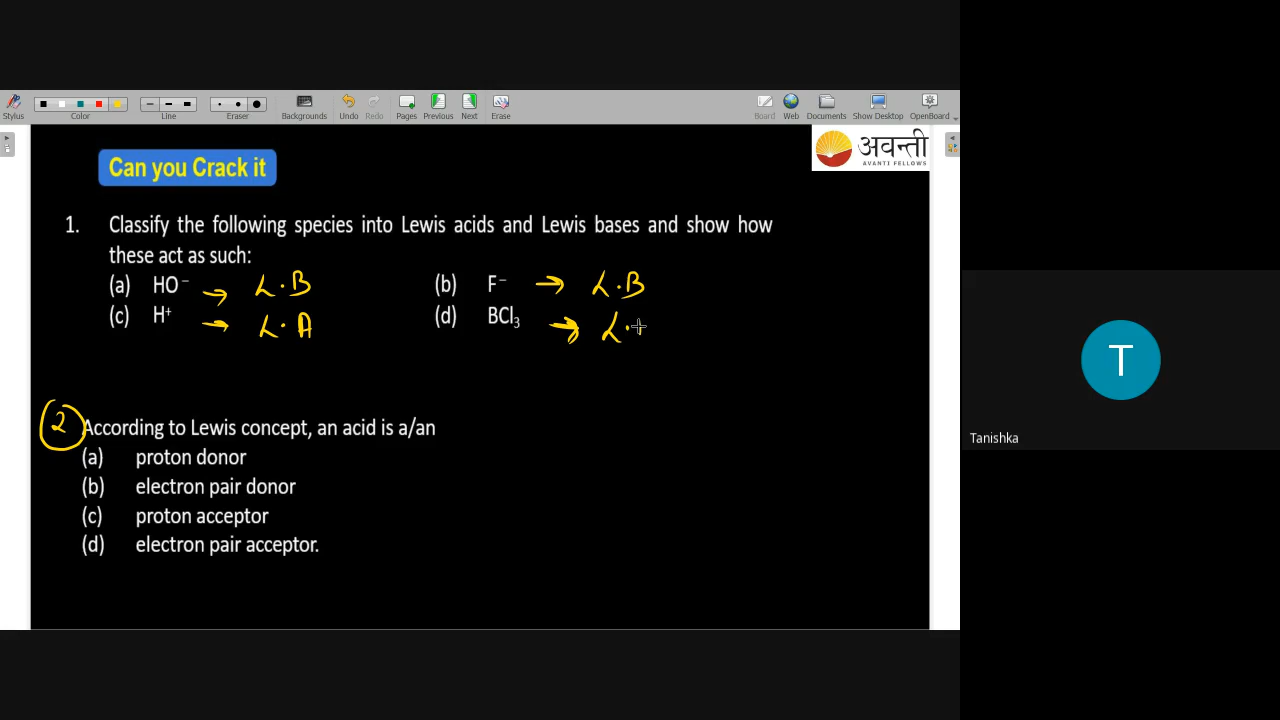 Stylus Color Line Eraser Backgrounds Undo Redo Pages Previous Next Erase Board Web Documents Show Desktop OpenBoard
Can you Crack it
अवन्ती
AVANTI FELLOWS
1. Classify the following species into Lewis acids and Lewis bases and show how
these act as such:
(a) HO⁻ → L.B (b) F⁻ → L.B
(c) H⁺ → L.A (d) BCl₃ → L.
2 According to Lewis concept, an acid is a/an
(a) proton donor
(b) electron pair donor
(c) proton acceptor
(d) electron pair acceptor.
T
Tanishka